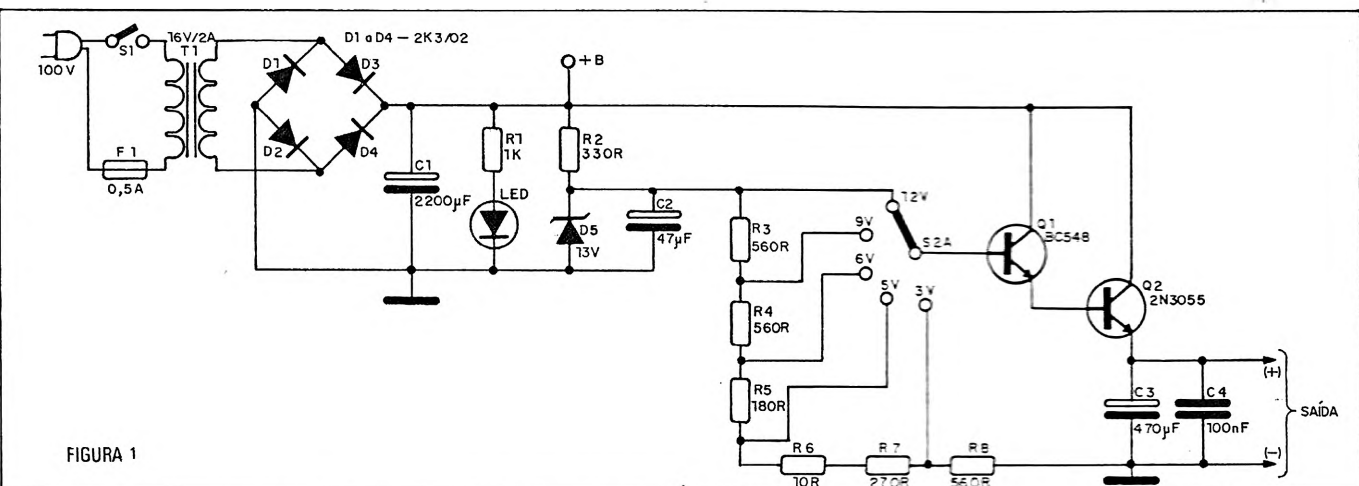 16V/2A
T1
S1
100V
F1
0,5A
D1 a D4 — 2K3/02
D1
D3
D2
D4
C1
2200µF
R1
1K
LED
+B
R2
330R
D5
13V
C2
47µF
R3
560R
R4
560R
R5
180R
12V
9V
6V
5V
3V
S2A
Q1
BC548
Q2
2N3055
R6
10R
R7
270R
R8
560R
C3
470µF
C4
100nF
(+)
SAÍDA
(-)
FIGURA 1